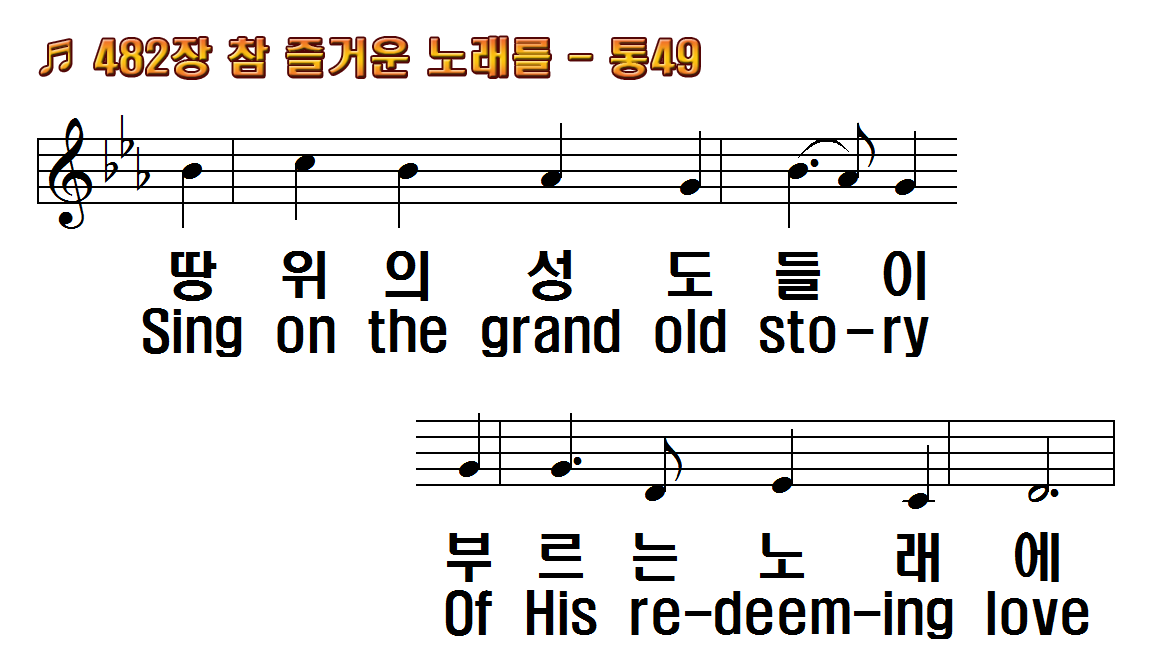 ♬ 482장 참 즐거운 노래를 - 통49
땅 위 의 성 도 들 이
Sing on the grand old sto-ry
부 르 는 노 래 에
Of His re-deem-ing love